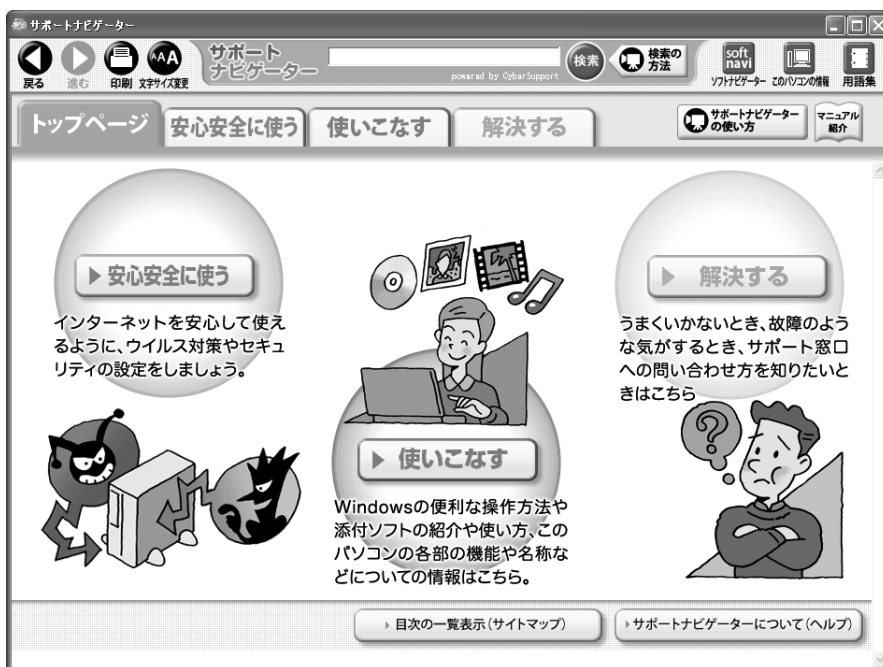 サポートナビゲーター
戻る
進む
印刷
文字サイズ変更
サポート
ナビゲーター
powered by CyberSupport
検索
検索の
方法
soft
navi
ソフトナビゲーター
このパソコンの情報
用語集
トップページ
安心安全に使う
使いこなす
解決する
サポートナビゲーター
の使い方
マニュアル
紹介
安心安全に使う
インターネットを安心して使え
るように、ウイルス対策やセキュ
リティの設定をしましょう。
使いこなす
Windowsの便利な操作方法や
添付ソフトの紹介や使い方、この
パソコンの各部の機能や名称な
どについての情報はこちら。
解決する
うまくいかないとき、故障のよう
な気がするとき、サポート窓口
への問い合わせ方を知りたいと
きはこちら
目次の一覧表示(サイトマップ)
サポートナビゲーターについて(ヘルプ)